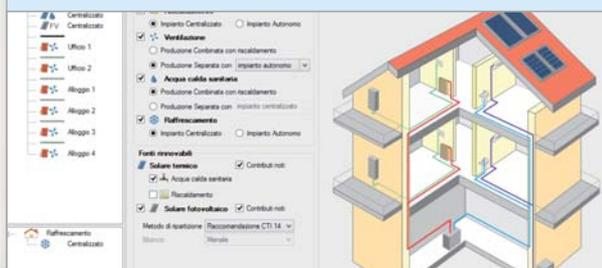 Centralizzato
FV Centralizzato
Ufficio 1
Ufficio 2
Alloggio 1
Alloggio 2
Alloggio 3
Alloggio 4
Raffrescamento
Centralizzato
Impianto Centralizzato Impianto Autonomo
Ventilazione
Produzione Combinata con riscaldamento
Produzione Separata con impianto autonomo
Acqua calda sanitaria
Produzione Combinata con riscaldamento
Produzione Separata con impianto centralizzato
Raffrescamento
Impianto Centralizzato Impianto Autonomo
Fonti rinnovabili
Solare termico Contributi noti
Acqua calda sanitaria
Riscaldamento
Solare fotovoltaico Contributi noti
Metodo di ripartizione Raccomandazione CTI 14
Bilancio Mensile